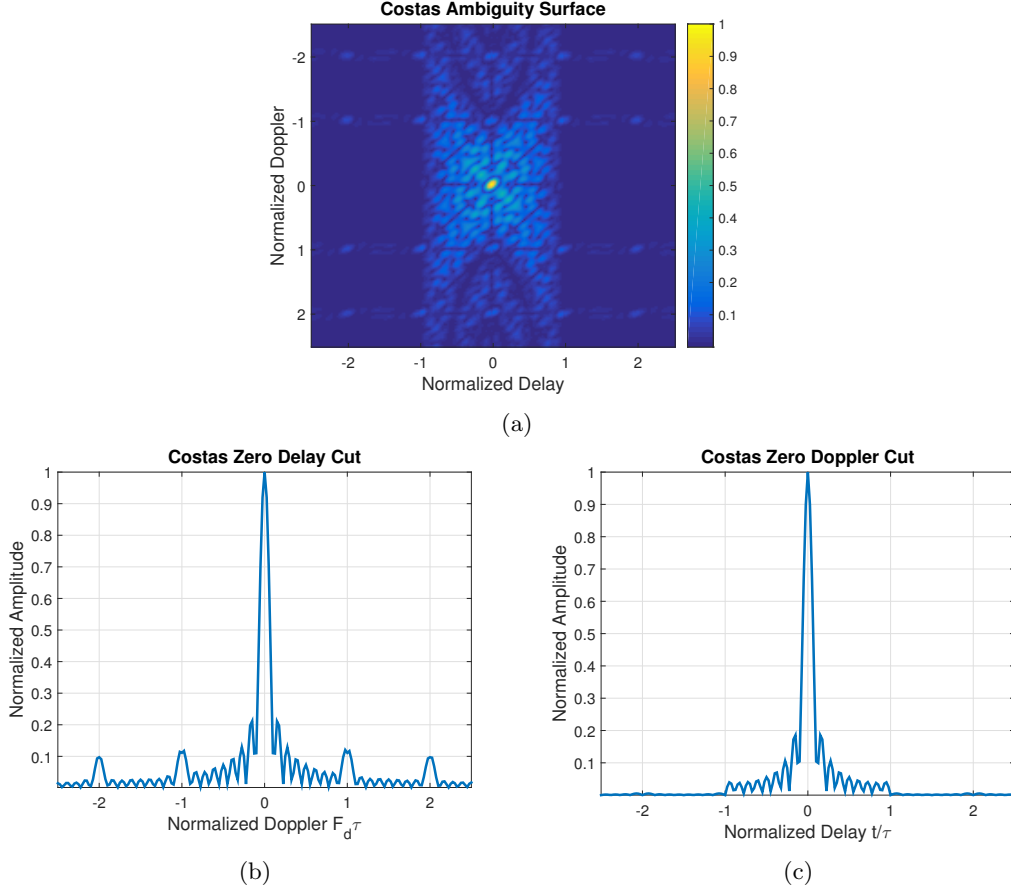 Costas Ambiguity Surface
Normalized Doppler
-2
-1
0
1
2
-2 -1 0 1 2
Normalized Delay
1
0.9
0.8
0.7
0.6
0.5
0.4
0.3
0.2
0.1
(a)
Costas Zero Delay Cut
Normalized Amplitude
1
0.9
0.8
0.7
0.6
0.5
0.4
0.3
0.2
0.1
-2 -1 0 1 2
Normalized Doppler F_dτ
(b)
Costas Zero Doppler Cut
Normalized Amplitude
1
0.9
0.8
0.7
0.6
0.5
0.4
0.3
0.2
0.1
-2 -1 0 1 2
Normalized Delay t/τ
(c)